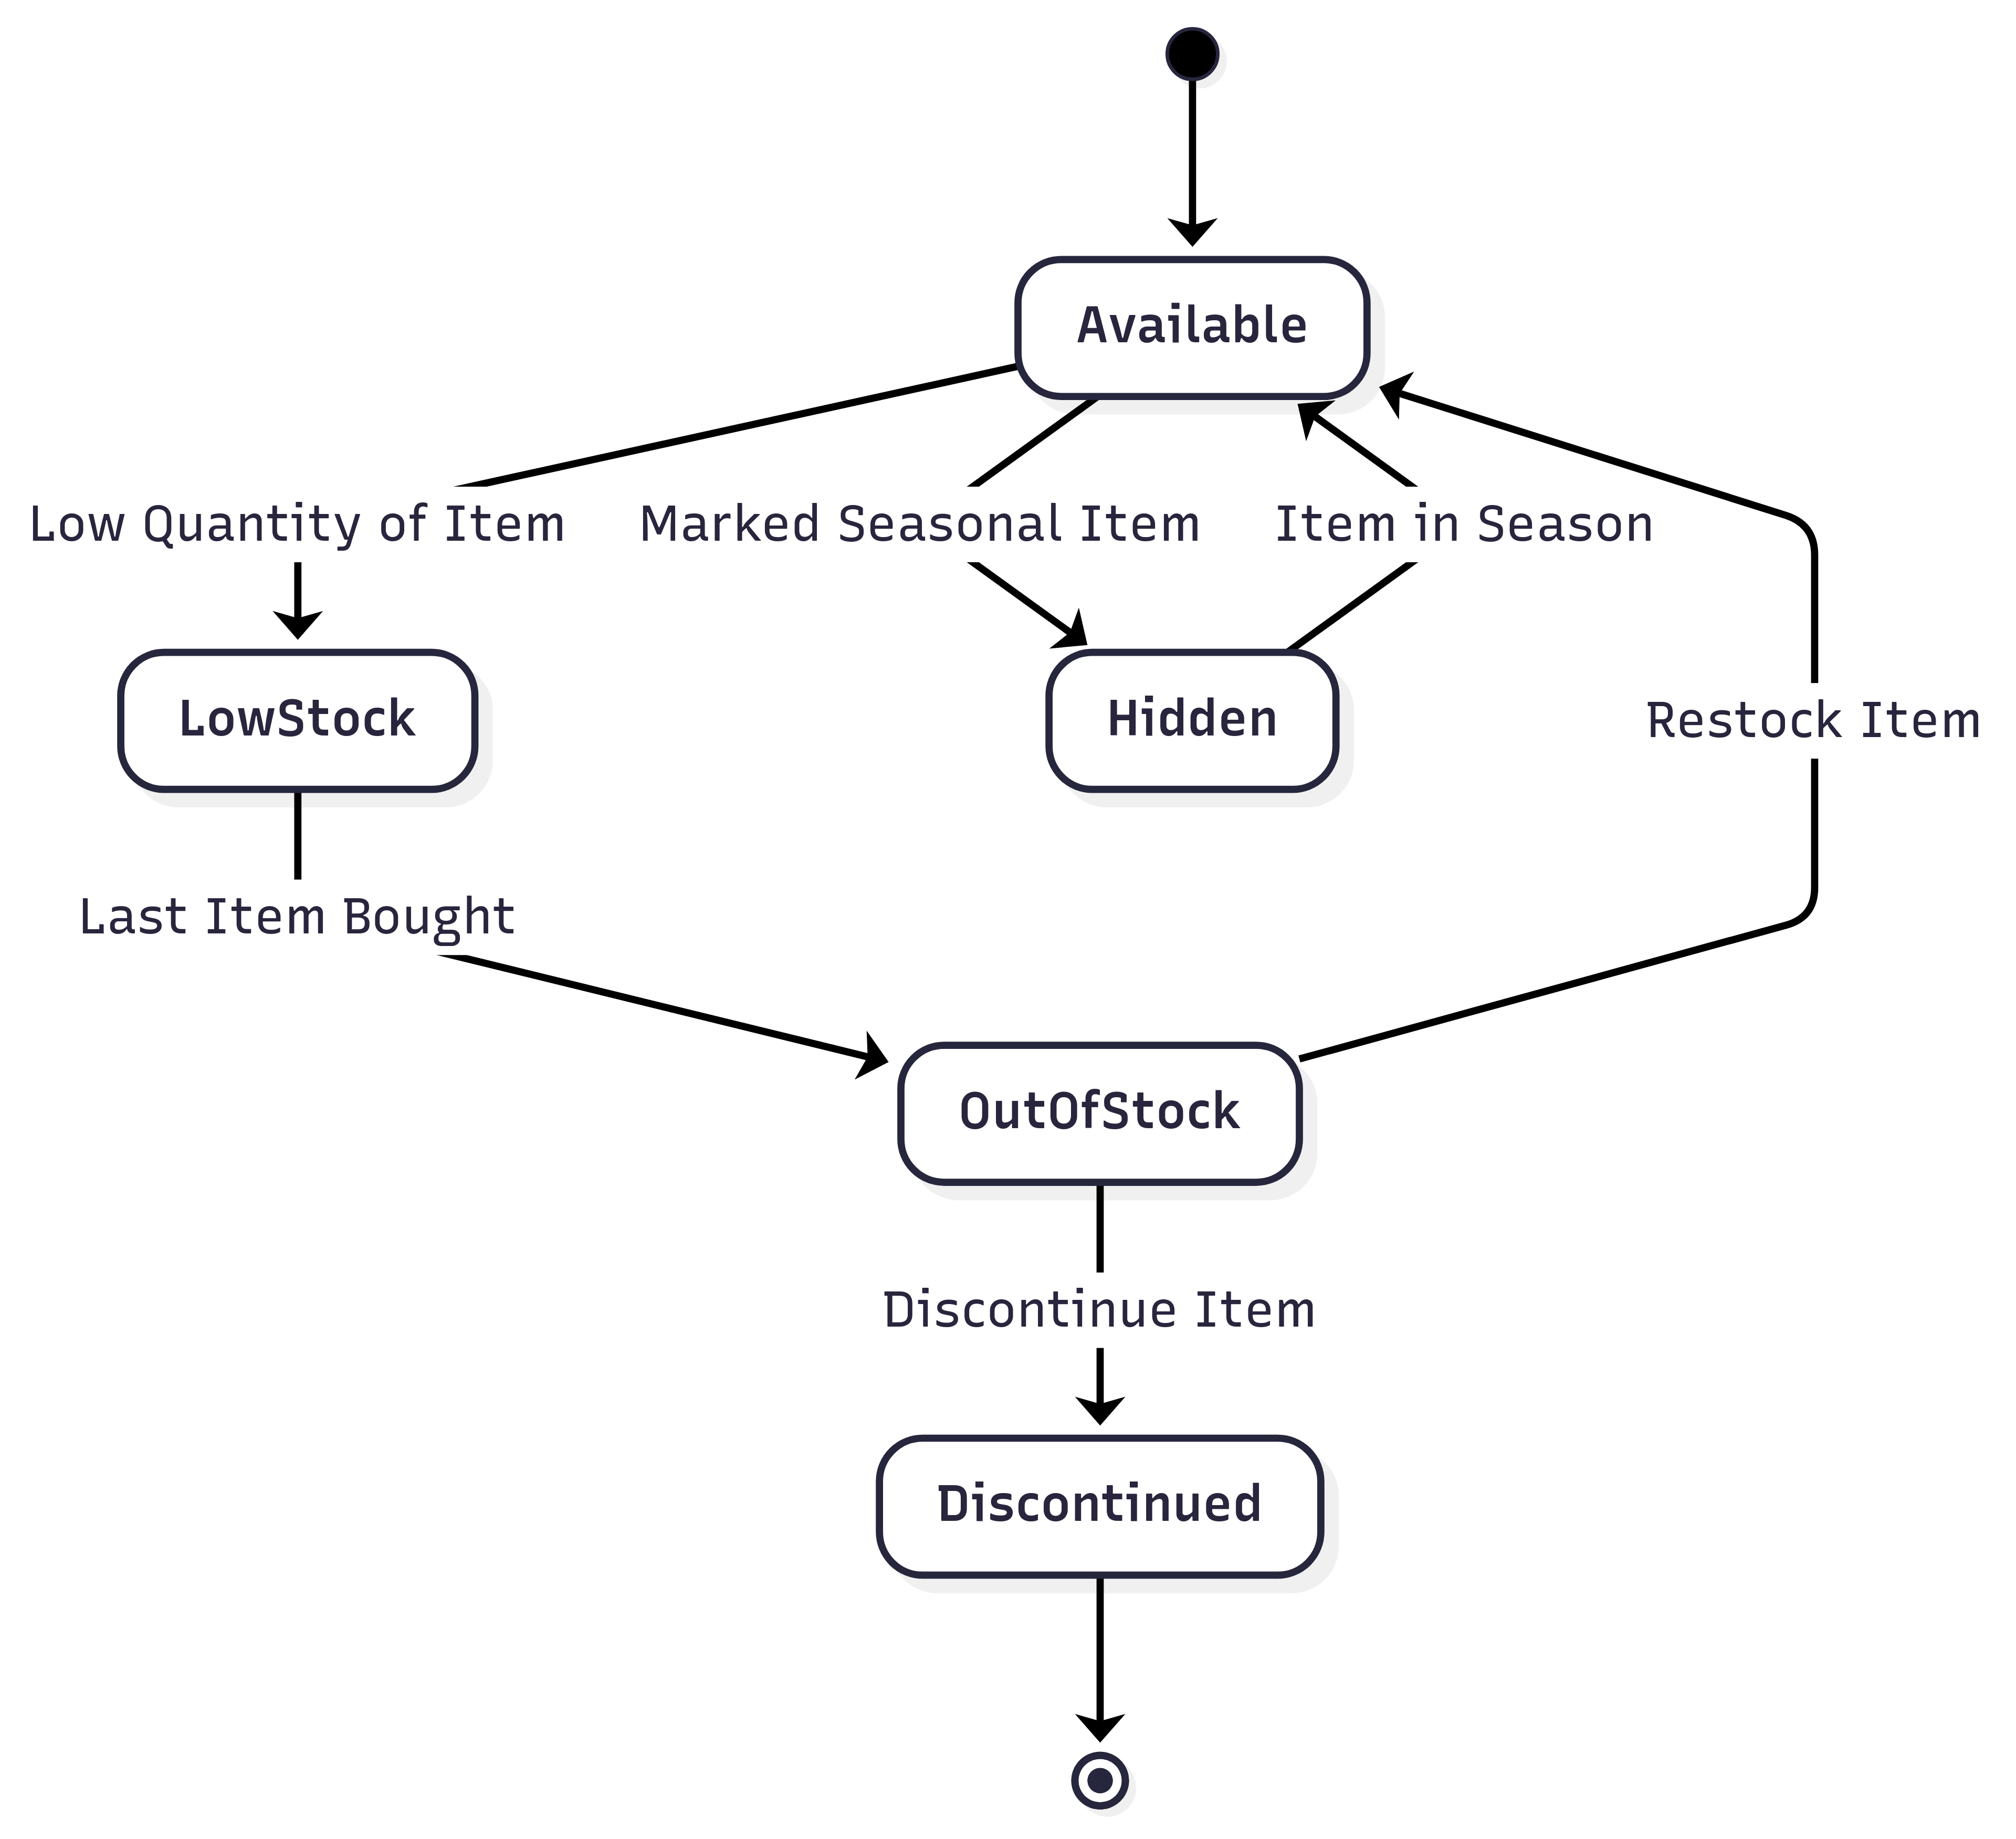 Available
Low Quantity of Item
Marked Seasonal Item
Item in Season
LowStock
Hidden
Restock Item
Last Item Bought
OutOfStock
Discontinue Item
Discontinued